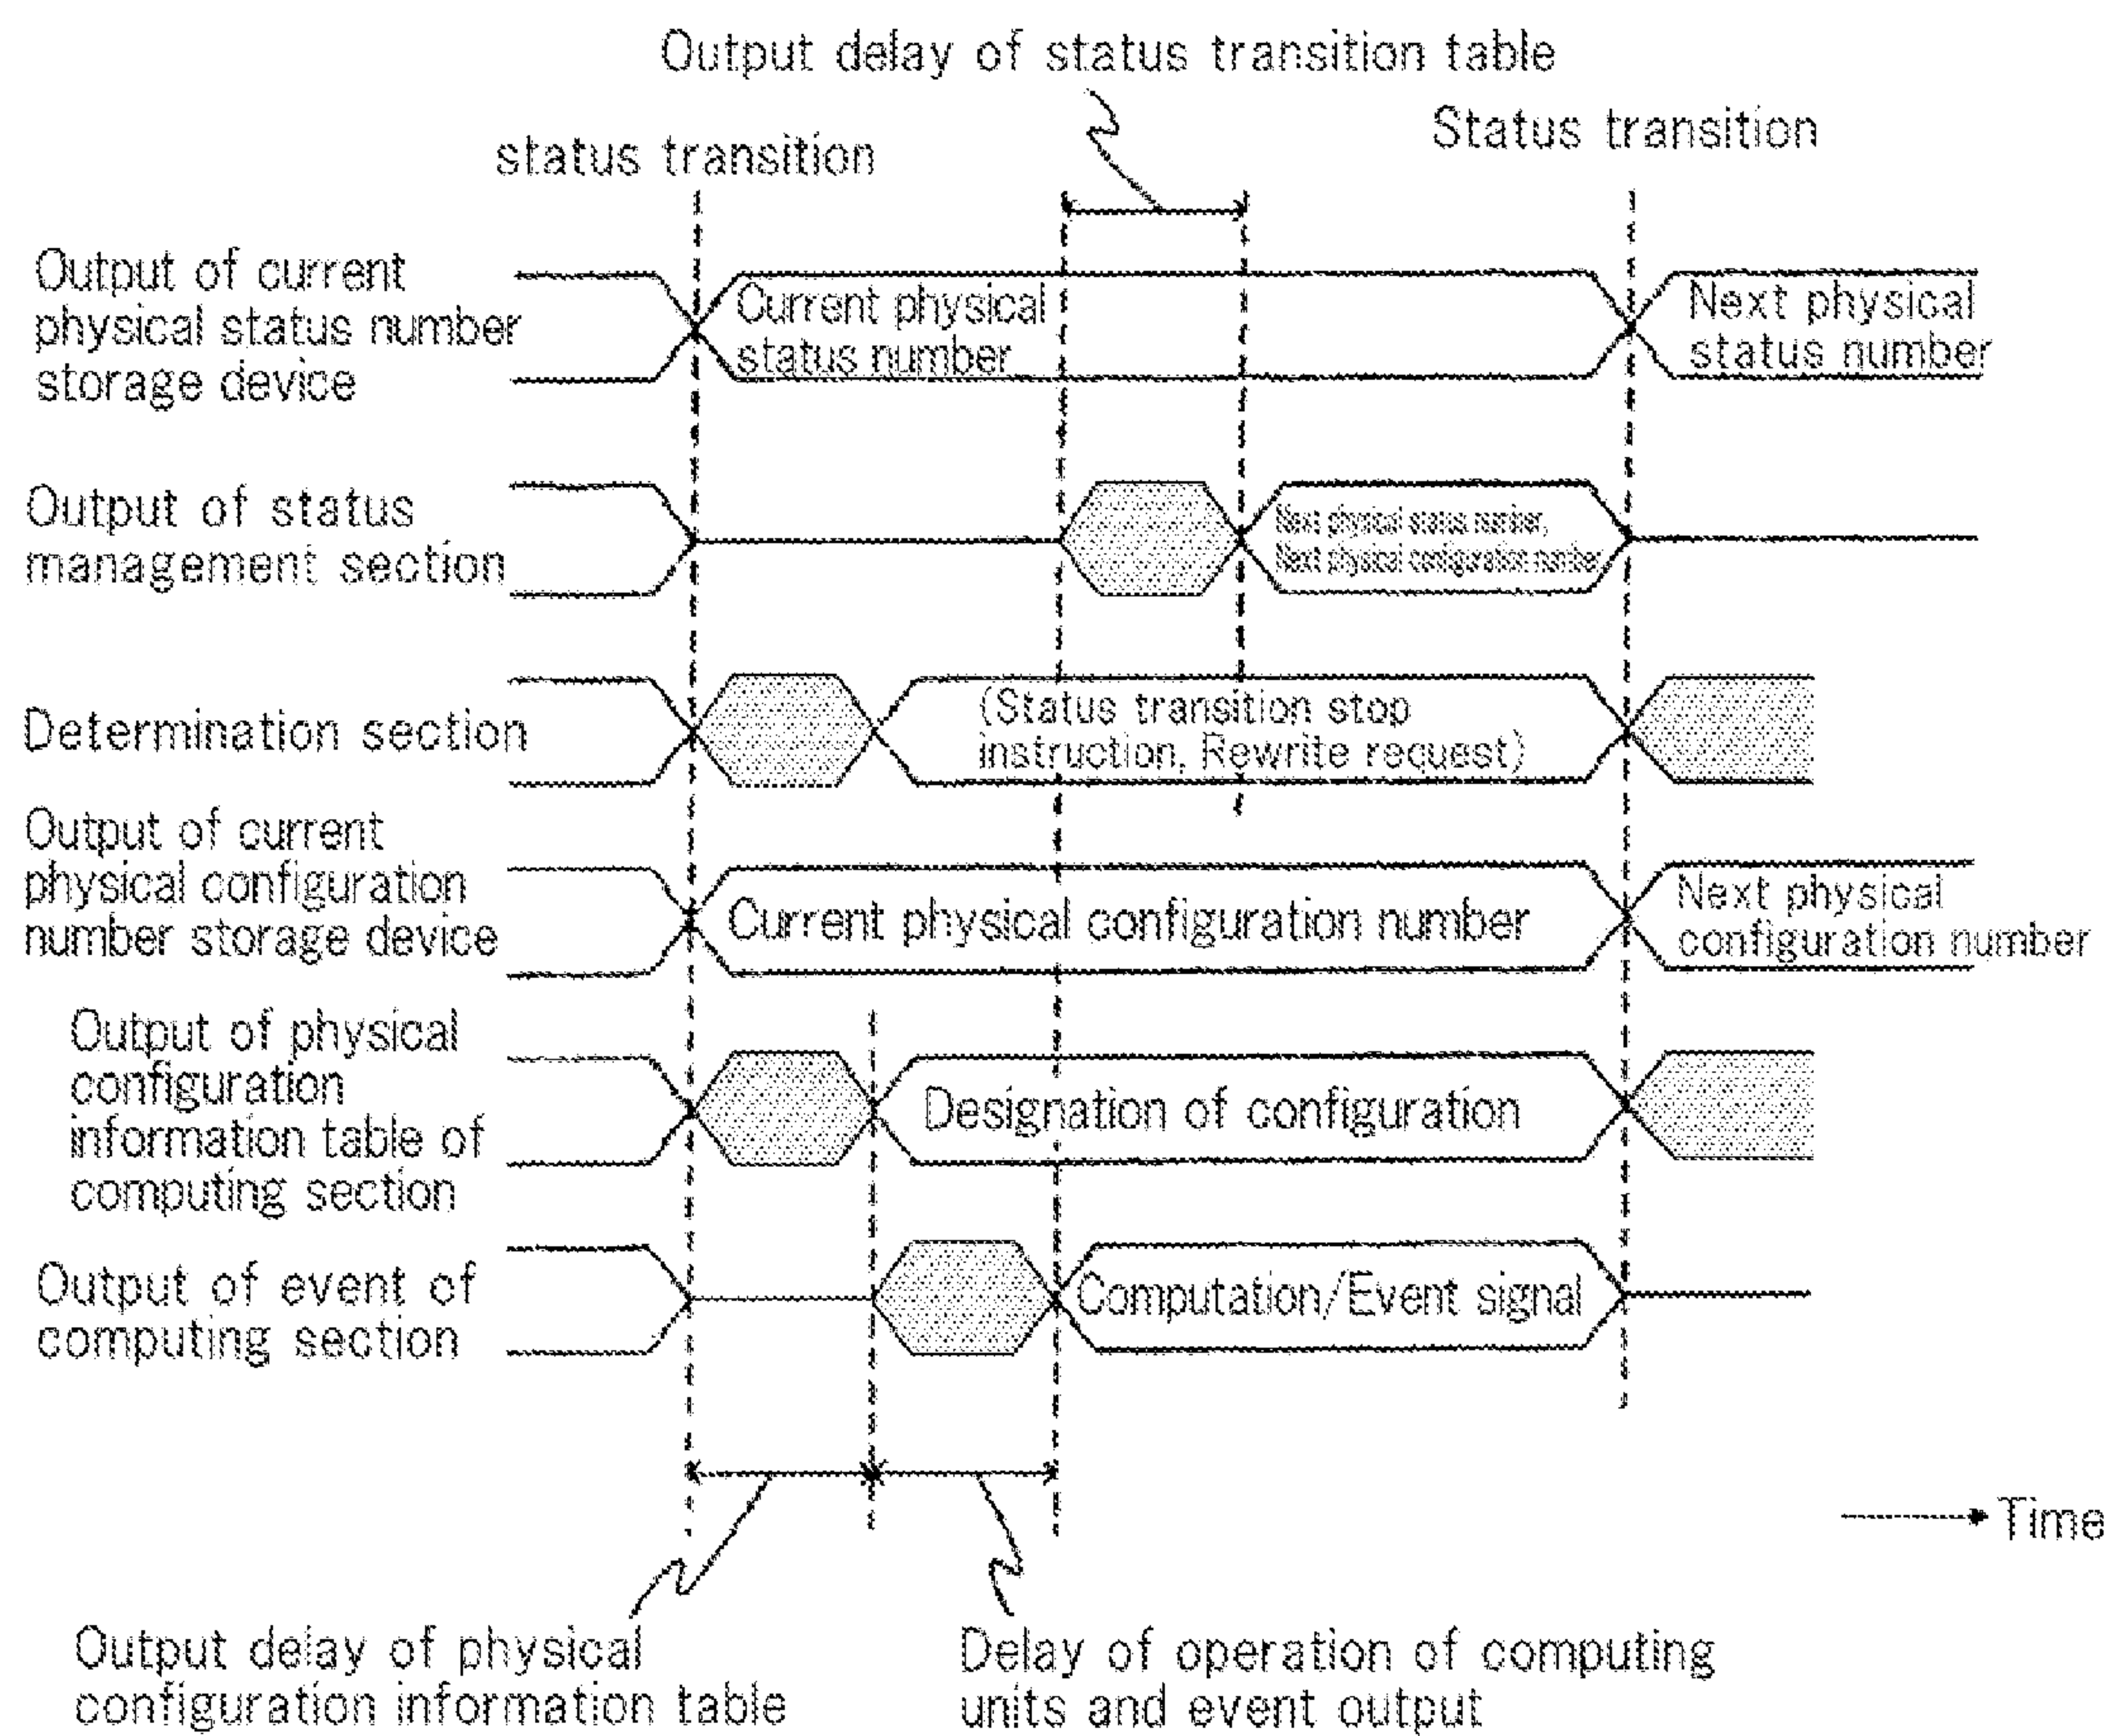 Output delay of status transition table
status transition
Status transition
Output of current
physical status number
storage device
Current physical
status number
Next physical
status number
Output of status
management section
Next physical status number,
Next physical configuration number
Determination section
(Status transition stop
instruction, Rewrite request)
Output of current
physical configuration
number storage device
Current physical configuration number
Next physical
configuration number
Output of physical
configuration
information table of
computing section
Designation of configuration
Output of event of
computing section
Computation/Event signal
Time
Output delay of physical
configuration information table
Delay of operation of computing
units and event output